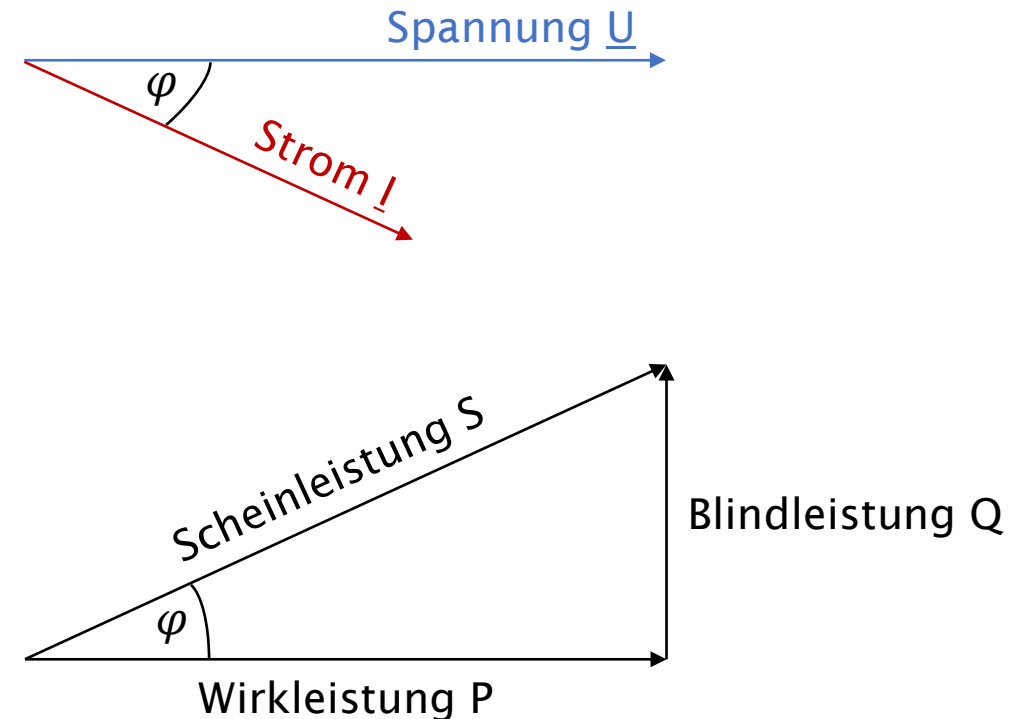 Spannung U
φ
Strom I
Scheinleistung S
Blindleistung Q
φ
Wirkleistung P